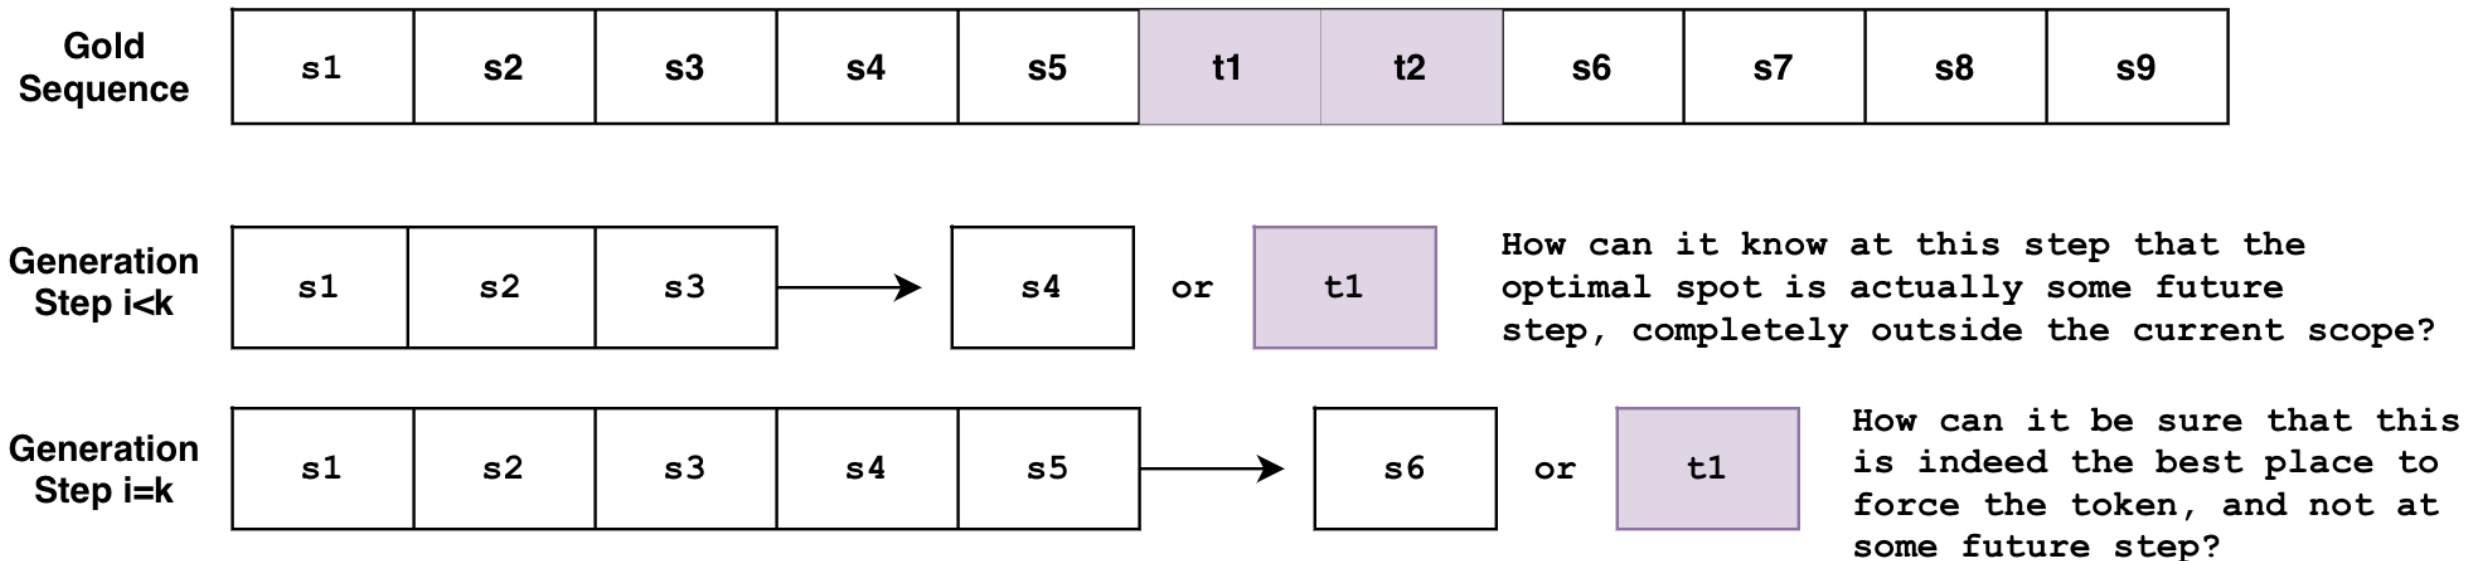 Gold
Sequence
s1 s2 s3 s4 s5 t1 t2 s6 s7 s8 s9
Generation
Step i<k
s1 s2 s3 s4 or t1
How can it know at this step that the
optimal spot is actually some future
step, completely outside the current scope?
Generation
Step i=k
s1 s2 s3 s4 s5 s6 or t1
How can it be sure that this
is indeed the best place to
force the token, and not at
some future step?